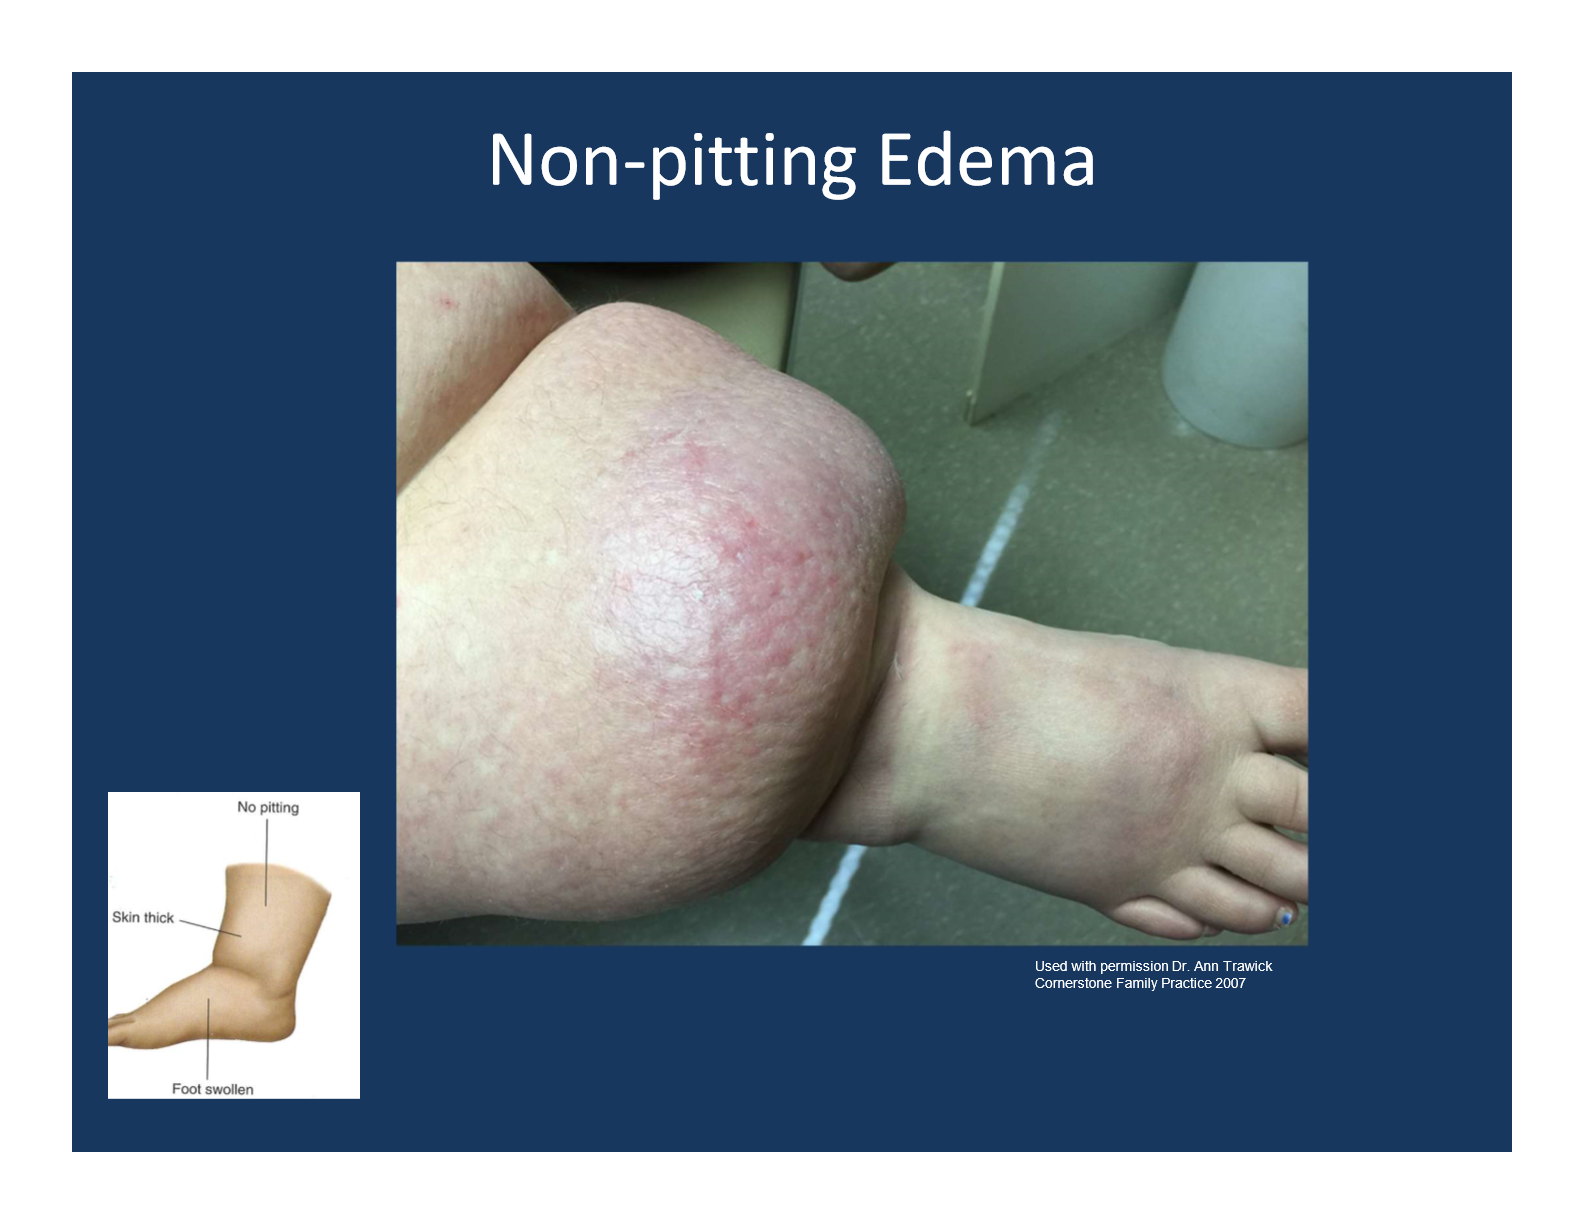 Non-pitting Edema
No pitting
Skin thick
Foot swollen
Used with permission Dr. Ann Trawick
Cornerstone Family Practice 2007